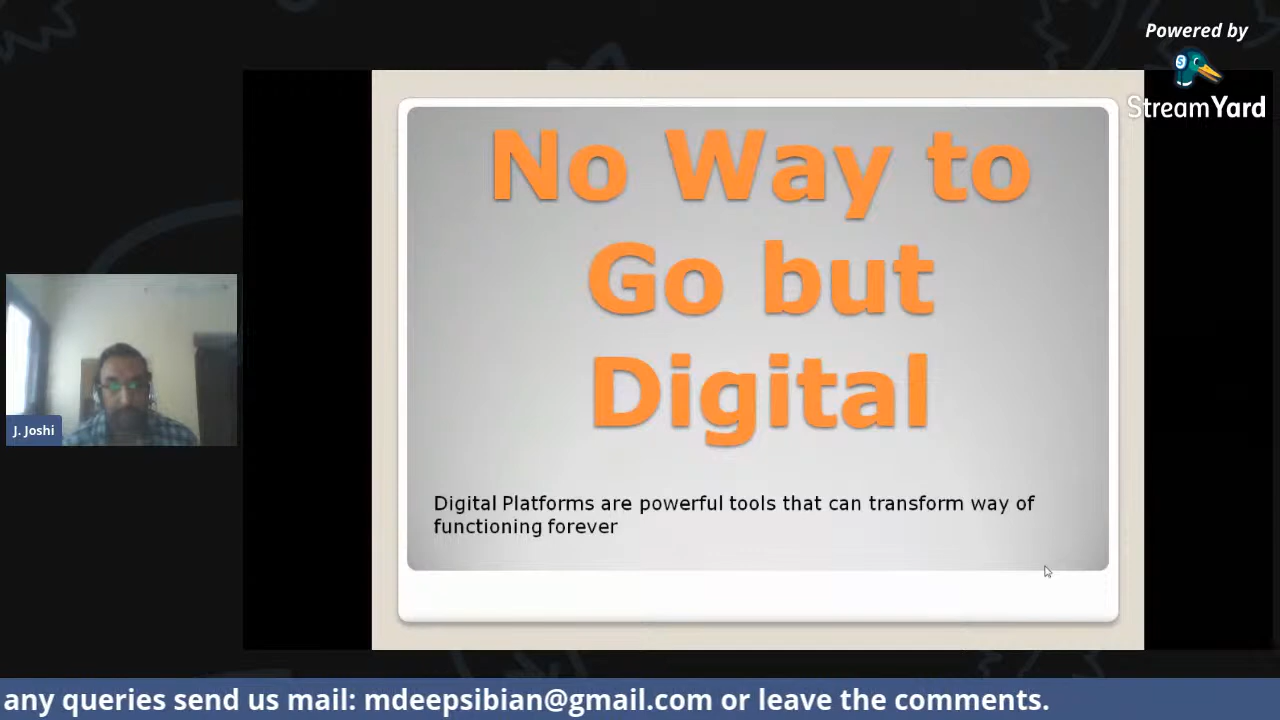 Powered by
StreamYard
No Way to
Go but
Digital
Digital Platforms are powerful tools that can transform way of
functioning forever
J. Joshi
any queries send us mail: mdeepsibian@gmail.com or leave the comments.